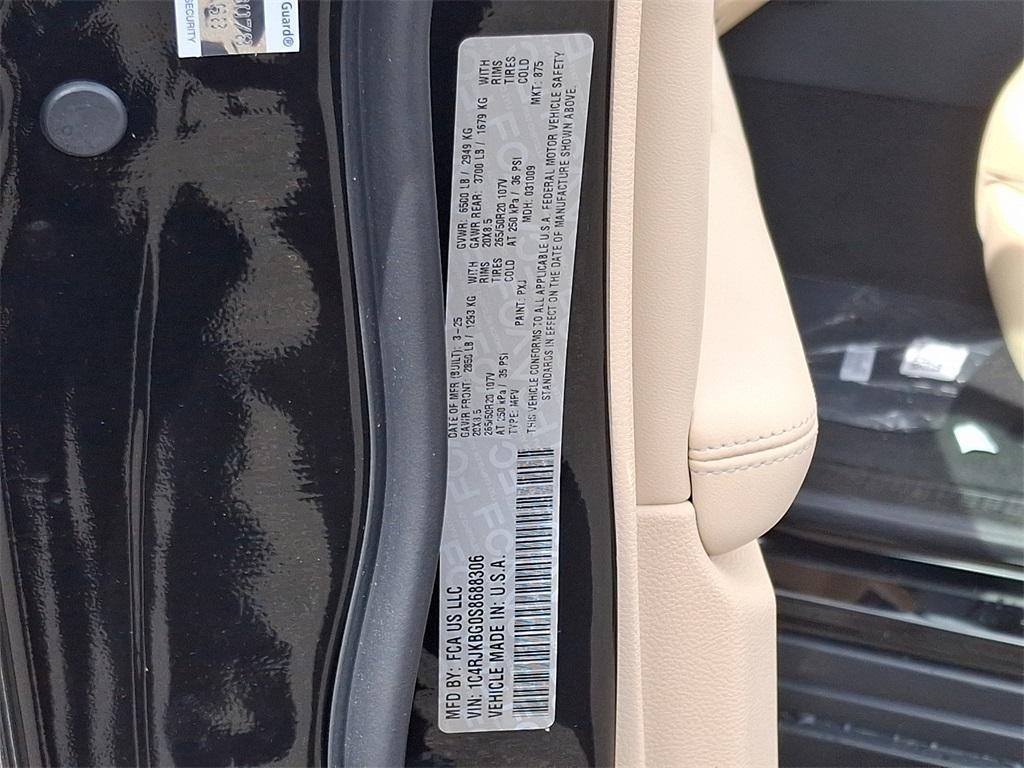 Guard®
SECURITY
MFD BY: FCA US LLC
VIN: 1C4RJKBG0S8688306
VEHICLE MADE IN: U.S.A.
DATE OF MFR (BUILT): 3-25
GVWR: 6500 LB / 2949 KG
GAWR FRONT: 2850 LB / 1293 KG WITH
20X8.5 RIMS
265/50R20 107V TIRES
AT 250 kPa / 36 PSI COLD
GAWR REAR: 3700 LB / 1679 KG WITH
20X8.5 RIMS
265/50R20 107V TIRES
AT 250 kPa / 36 PSI COLD
TYPE: MPV PAINT: PXJ MDH: 031009 MKT: 875
THIS VEHICLE CONFORMS TO ALL APPLICABLE U.S.A. FEDERAL MOTOR VEHICLE SAFETY
STANDARDS IN EFFECT ON THE DATE OF MANUFACTURE SHOWN ABOVE.